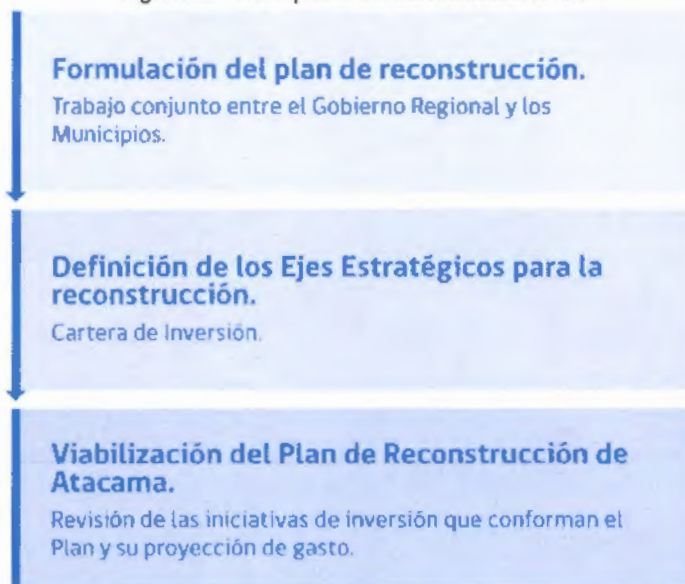 Formulación del plan de reconstrucción.
Trabajo conjunto entre el Gobierno Regional y los
Municipios.
Definición de los Ejes Estratégicos para la
reconstrucción.
Cartera de Inversión.
Viabilización del Plan de Reconstrucción de
Atacama.
Revisión de las iniciativas de inversión que conforman el
Plan y su proyección de gasto.